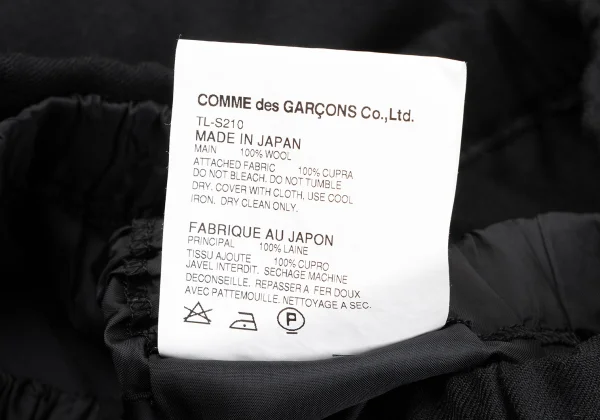 COMME des GARÇONS Co.,Ltd.
TL-S210
MADE IN JAPAN
MAIN 100% WOOL
ATTACHED FABRIC 100% CUPRA
DO NOT BLEACH. DO NOT TUMBLE
DRY. COVER WITH CLOTH. USE COOL
IRON. DRY CLEAN ONLY.
FABRIQUE AU JAPON
PRINCIPAL 100% LAINE
TISSU AJOUTE 100% CUPRO
JAVEL INTERDIT. SECHAGE MACHINE
DECONSEILLE. REPASSER A FER DOUX
AVEC PATTEMOUILLE. NETTOYAGE A SEC.
P